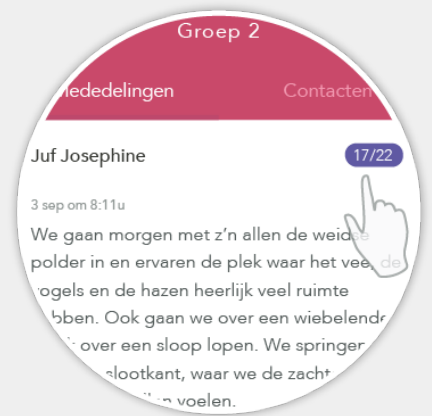 Groep 2
ededelingen Contacten
Juf Josephine 17/22
3 sep om 8:11u
We gaan morgen met z'n allen de weidse
polder in en ervaren de plek waar het vee, de
ogels en de hazen heerlijk veel ruimte
bben. Ook gaan we over een wiebelende
over een sloop lopen. We springen
slootkant, waar we de zacht
voelen.